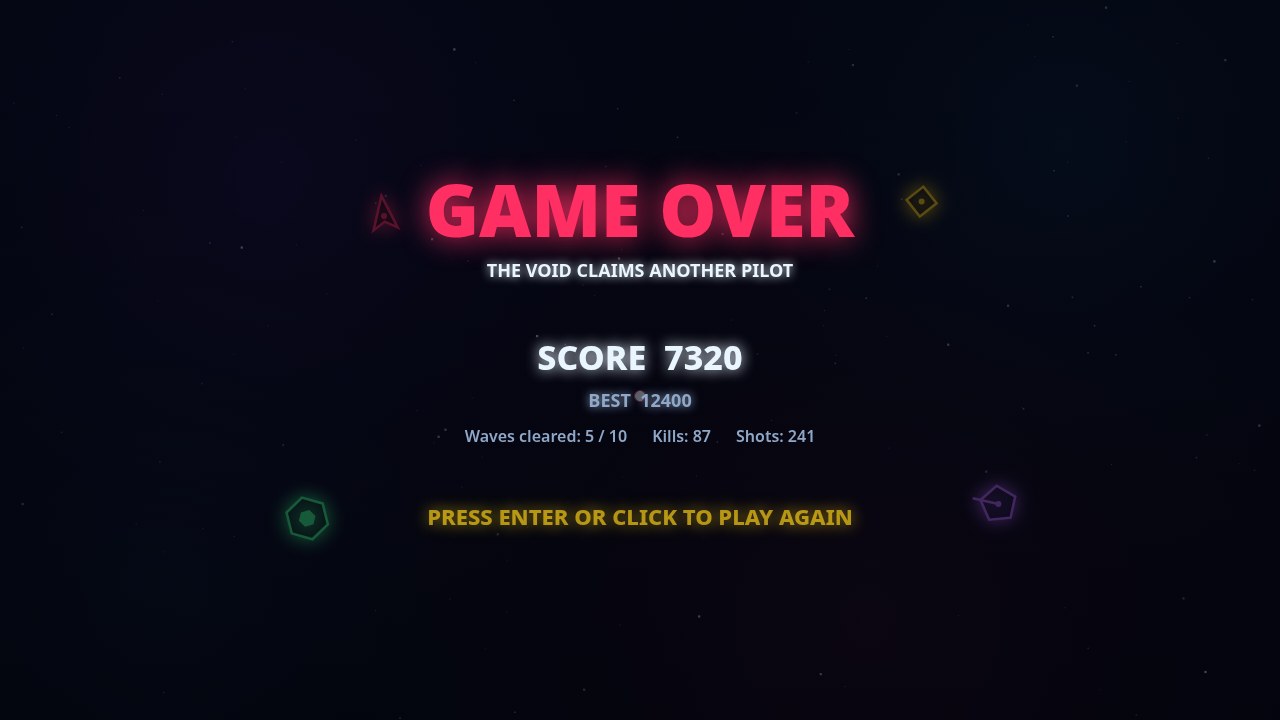 GAME OVER
THE VOID CLAIMS ANOTHER PILOT
SCORE 7320
BEST 12400
Waves cleared: 5 / 10 Kills: 87 Shots: 241
PRESS ENTER OR CLICK TO PLAY AGAIN